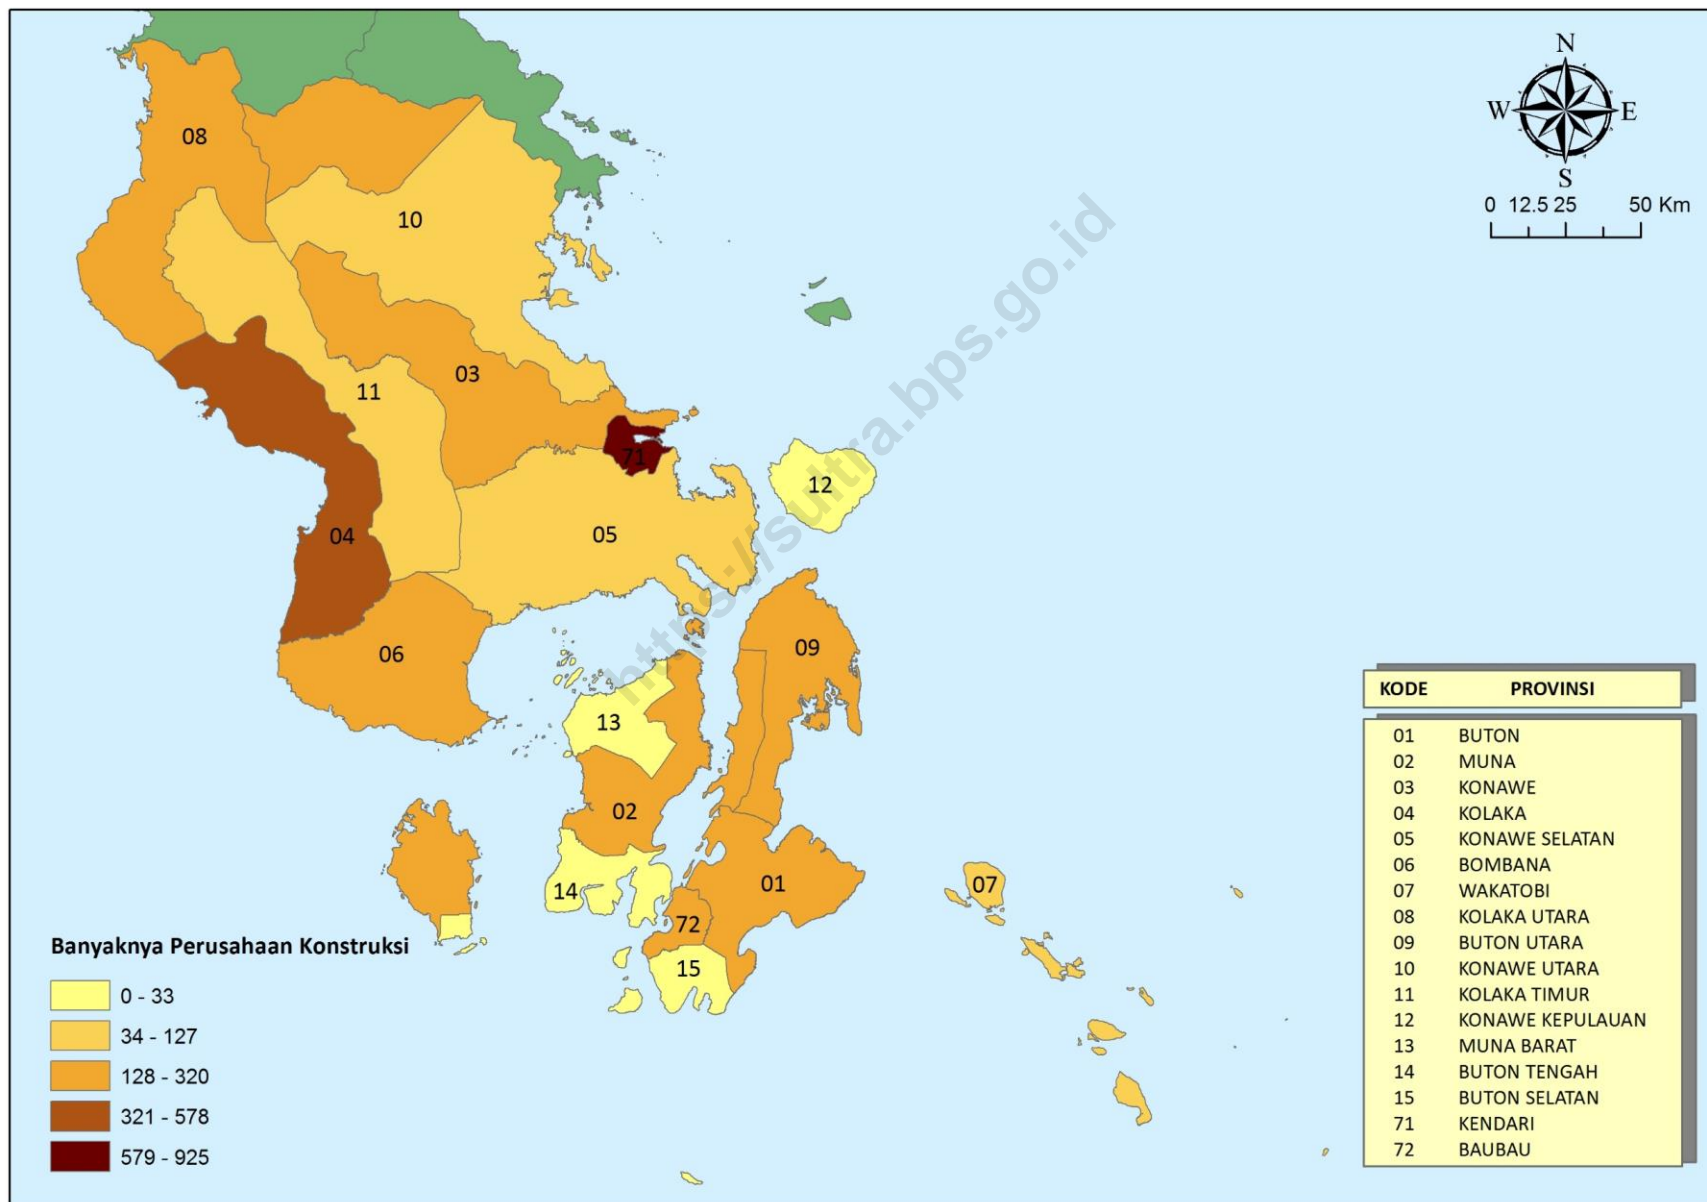 N
W E
S
0 12.5 25 50 Km
08
10
03
11
71
12
04
05
06
09
13
02
14
01
72
15
07
https://sultra.bps.go.id
Banyaknya Perusahaan Konstruksi
0 - 33
34 - 127
128 - 320
321 - 578
579 - 925
KODE PROVINSI
01 BUTON
02 MUNA
03 KONAWE
04 KOLAKA
05 KONAWE SELATAN
06 BOMBANA
07 WAKATOBI
08 KOLAKA UTARA
09 BUTON UTARA
10 KONAWE UTARA
11 KOLAKA TIMUR
12 KONAWE KEPULAUAN
13 MUNA BARAT
14 BUTON TENGAH
15 BUTON SELATAN
71 KENDARI
72 BAUBAU